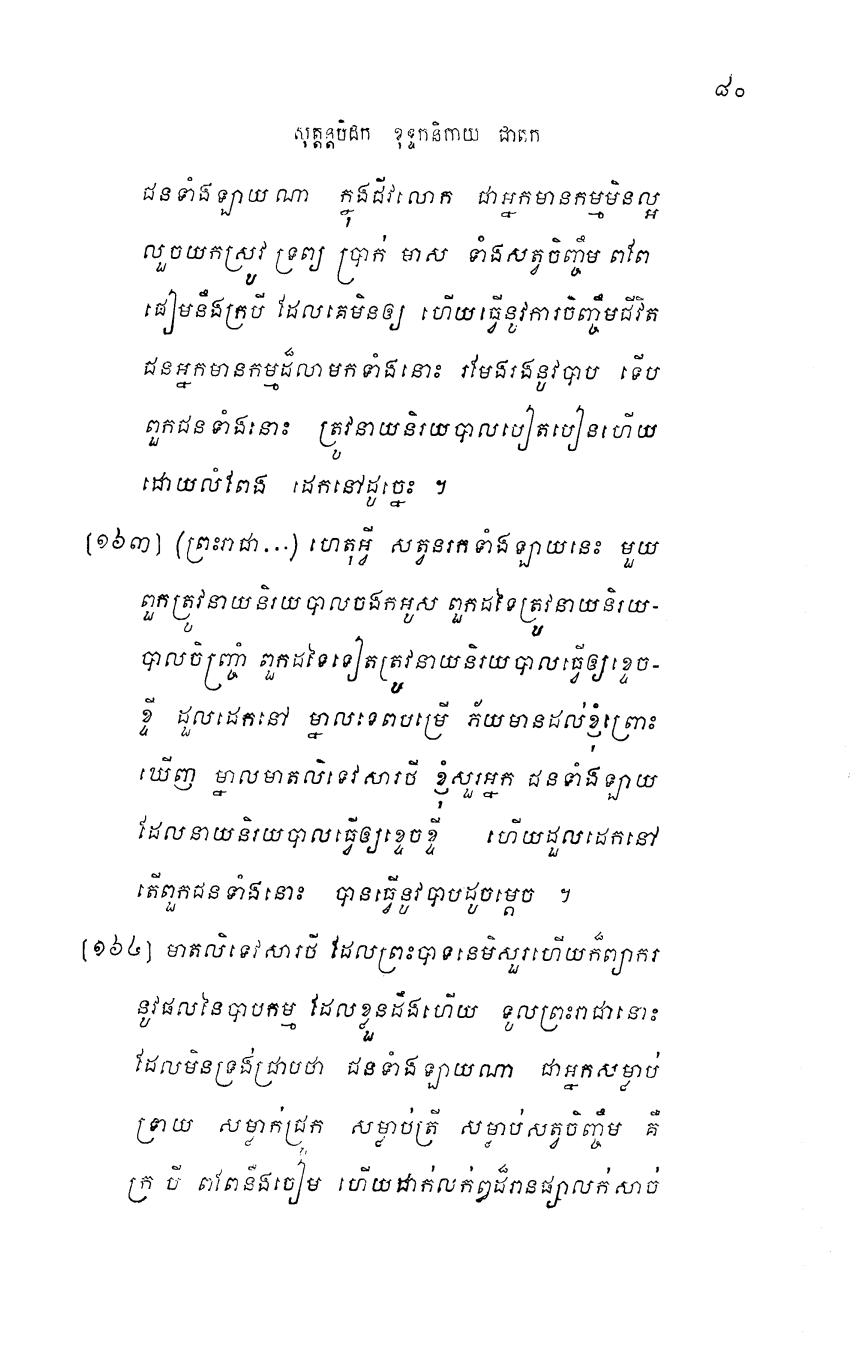 ៨០
សុត្តន្តបិដក ខុទ្ទកនិកាយ ជាតក
ជនទាំងឡាយណា ក្នុងជីវលោក ជាអ្នកមានកម្មមិនល្អ
លួចយកស្រូវ ទ្រព្យ ប្រាក់ មាស ទាំងសត្វចិញ្ចឹម ពពែ
ជៀមនឹងក្របី ដែលគេមិនឲ្យ ហើយធ្វើនូវការចិញ្ចឹមជីវិត
ជនអ្នកមានកម្មដ៏លាមកទាំងនោះ រមែងរងនូវបាប ទើប
ពួកជនទាំងនោះ ត្រូវនាយនិរយបាលបៀតបៀនហើយ
ដោយលំពែង ដេកនៅដូច្នេះ ។
[១៦៣] (ព្រះរាជា...) ហេតុអ្វី សត្វនរកទាំងឡាយនេះ មួយ
ពួកត្រូវនាយនិរយបាលចងកអូស ពួកដទៃត្រូវនាយនិរយ-
បាលចិញ្ច្រាំ ពួកដទៃទៀតត្រូវនាយនិរយបាលធ្វើឲ្យខ្ទេច-
ខ្ទី ដួលដេកនៅ ម្នាលទេពបម្រើ ភ័យមានដល់ខ្ញុំព្រោះ
ឃើញ ម្នាលមាតលិទេវសារថី ខ្ញុំសួរអ្នក ជនទាំងឡាយ
ដែលនាយនិរយបាលធ្វើឲ្យខ្ទេចខ្ទី ហើយដួលដេកនៅ
តើពួកជនទាំងនោះ បានធ្វើនូវបាបដូចម្តេច ។
[១៦៤] មាតលិទេវសារថី ដែលព្រះបាទនេមិសួរហើយក៏ព្យាករ
នូវផលនៃបាបកម្ម ដែលខ្លួនដឹងហើយ ទូលព្រះរាជានោះ
ដែលមិនទ្រង់ជ្រាបថា ជនទាំងឡាយណា ជាអ្នកសម្លាប់
ទ្រាយ សម្លាក់ជ្រូក សម្លាប់ត្រី សម្លាប់សត្វចិញ្ចឹម គឺ
ក្របី ពពែនឹងចៀម ហើយដាក់លក់ឰដ៏រានផ្សាលក់សាច់